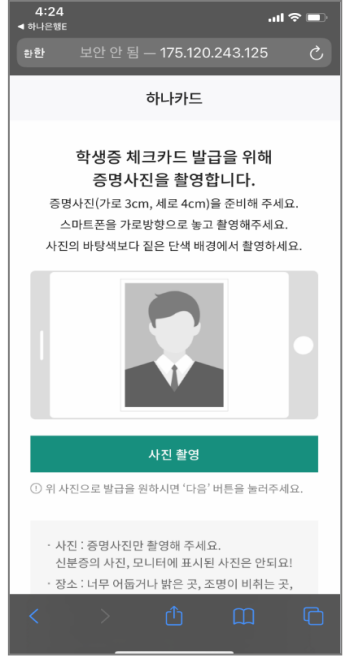 4:24
◀ 하나은행E
한한 보안 안 됨 — 175.120.243.125
하나카드
학생증 체크카드 발급을 위해
증명사진을 촬영합니다.
증명사진(가로 3cm, 세로 4cm)을 준비해 주세요.
스마트폰을 가로방향으로 놓고 촬영해주세요.
사진의 바탕색보다 짙은 단색 배경에서 촬영하세요.
사진 촬영
위 사진으로 발급을 원하시면 ‘다음’ 버튼을 눌러주세요.
· 사진 : 증명사진만 촬영해 주세요.
신분증의 사진, 모니터에 표시된 사진은 안되요!
· 장소 : 너무 어둡거나 밝은 곳, 조명이 비취는 곳,